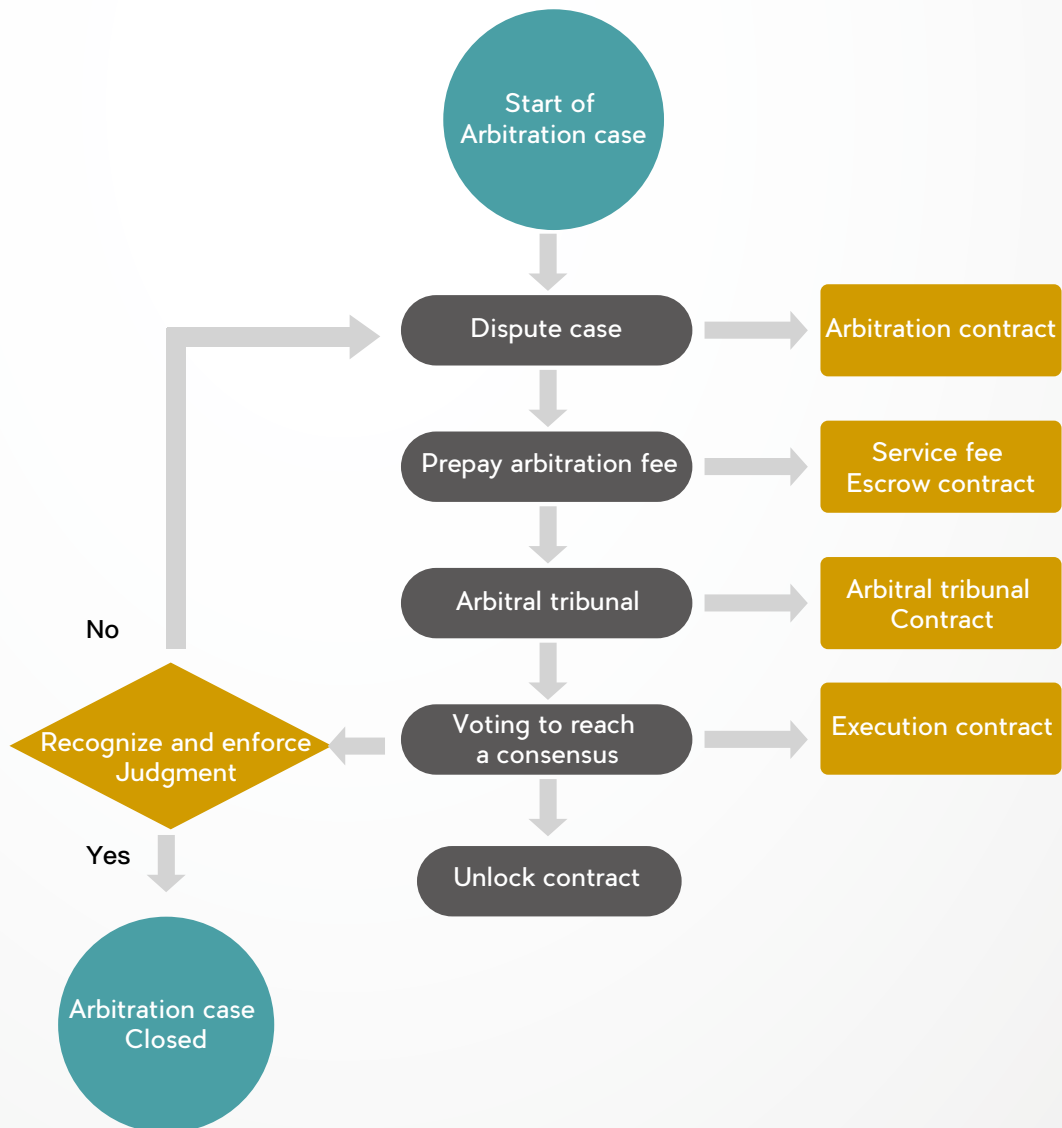 Start of
Arbitration case
Dispute case
Arbitration contract
Prepay arbitration fee
Service fee
Escrow contract
Arbitral tribunal
Arbitral tribunal
Contract
No
Voting to reach
a consensus
Execution contract
Recognize and enforce
Judgment
Yes
Unlock contract
Arbitration case
Closed